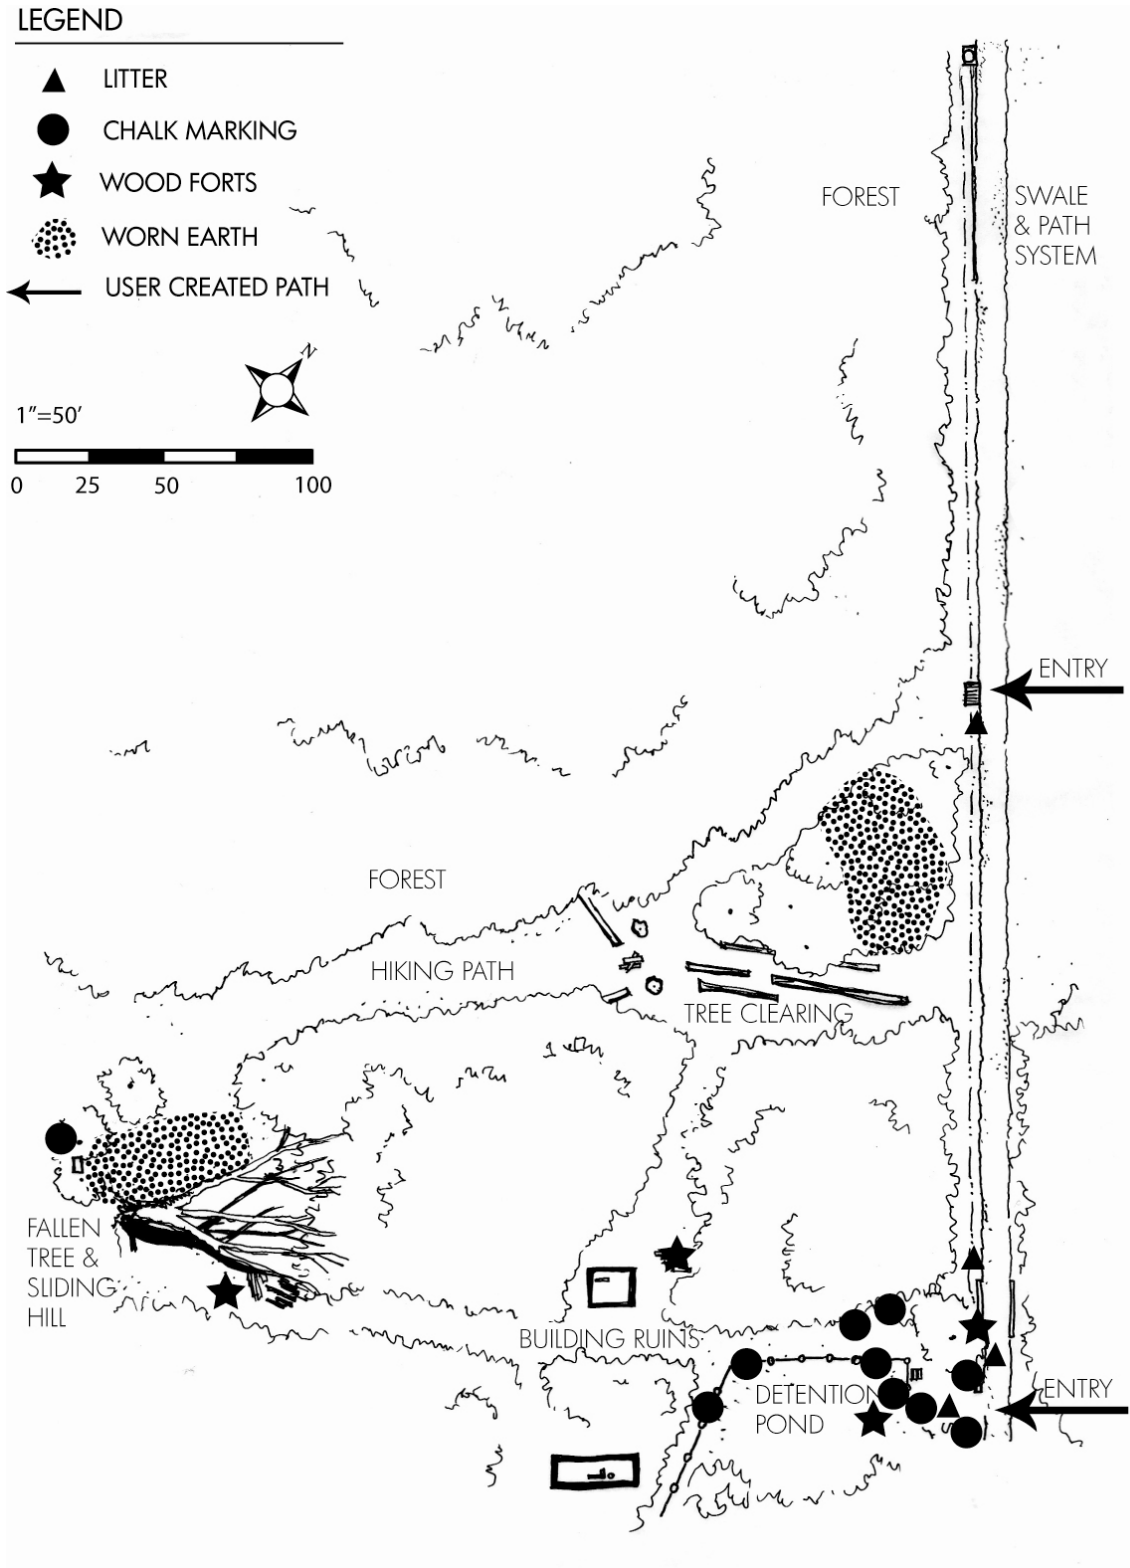 LEGEND
LITTER
CHALK MARKING
WOOD FORTS
WORN EARTH
USER CREATED PATH
N
1”=50’
0 25 50 100
FOREST
SWALE
& PATH
SYSTEM
ENTRY
FOREST
HIKING PATH
TREE CLEARING
FALLEN
TREE &
SLIDING
HILL
BUILDING RUINS
DETENTION
POND
ENTRY